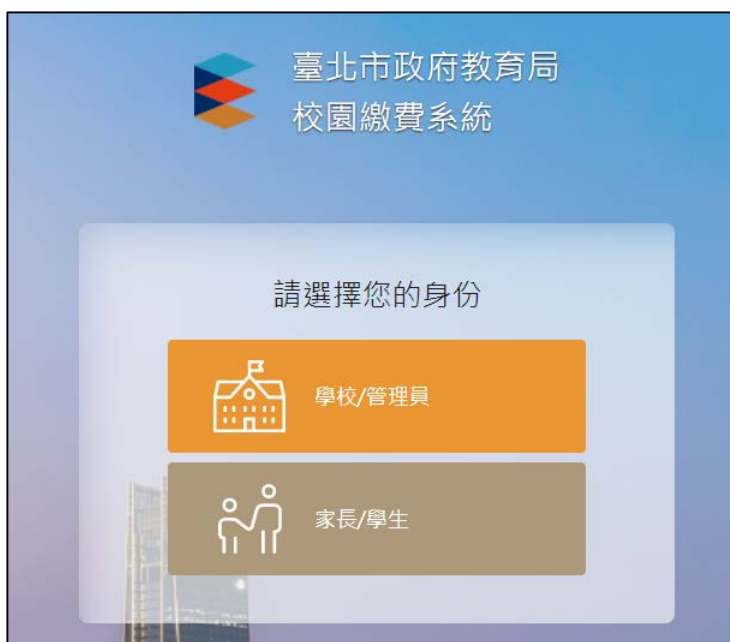 臺北市政府教育局
校園繳費系統
請選擇您的身份
學校/管理員
家長/學生